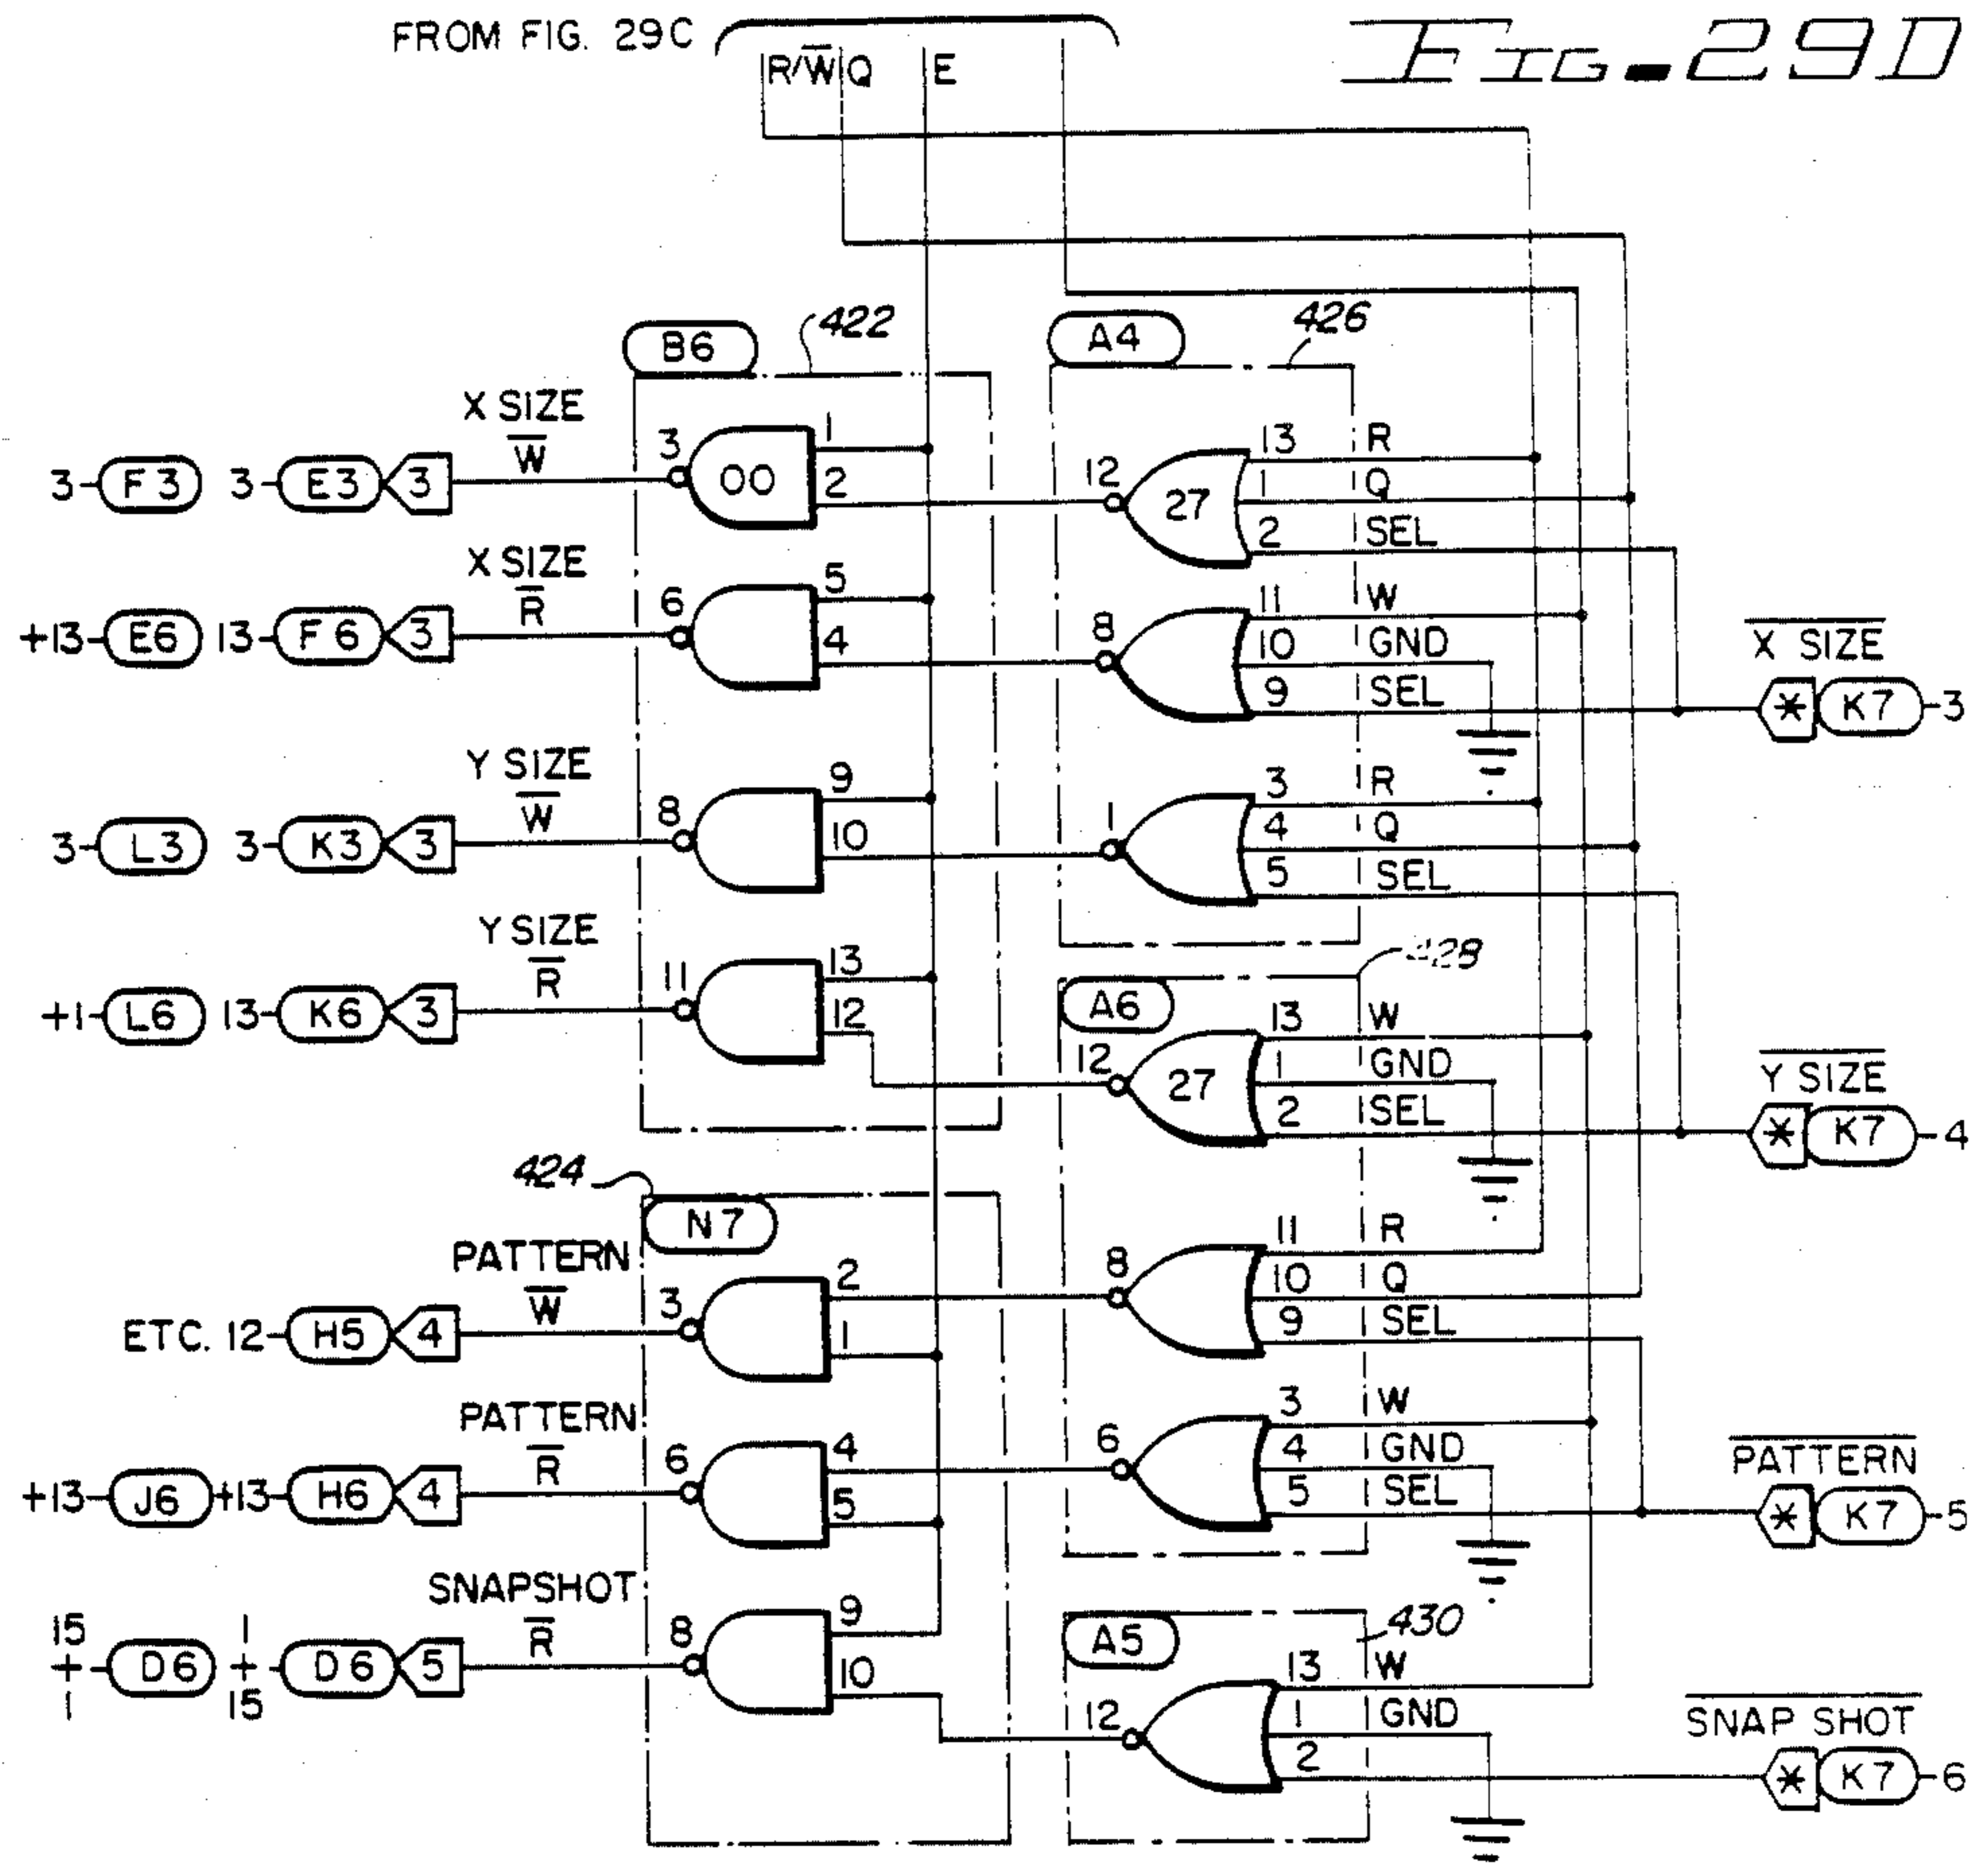 FROM FIG. 29C
FIG. 29D
R/W̅ Q E
B6 422 A4 426
X SIZE
W̅
3 F3 3 E3 3
3 00 1 2
12 27 13 R
1 Q
2 SEL
X SIZE
R̅
+13 E6 13 F6 3
6 5 4
8 11 W
10 GND
9 SEL
X SIZE
* K7 3
Y SIZE
W̅
3 L3 3 K3 3
8 9 10
1 3 R
4 Q
5 SEL
428
Y SIZE
R̅
+1 L6 13 K6 3
11 13 12
A6
12 27 13 W
1 GND
2 SEL
Y SIZE
* K7 4
424
N7
PATTERN
W̅
ETC. 12 H5 4
3 2 1
8 11 R
10 Q
9 SEL
PATTERN
R̅
+13 J6 +13 H6 4
6 4 5
6 3 W
4 GND
5 SEL
PATTERN
* K7 5
SNAPSHOT
R̅
15 + 1 D6 1 + 15 D6 5
8 9 10
A5 430
12 13 W
1 GND
2
SNAP SHOT
* K7 6